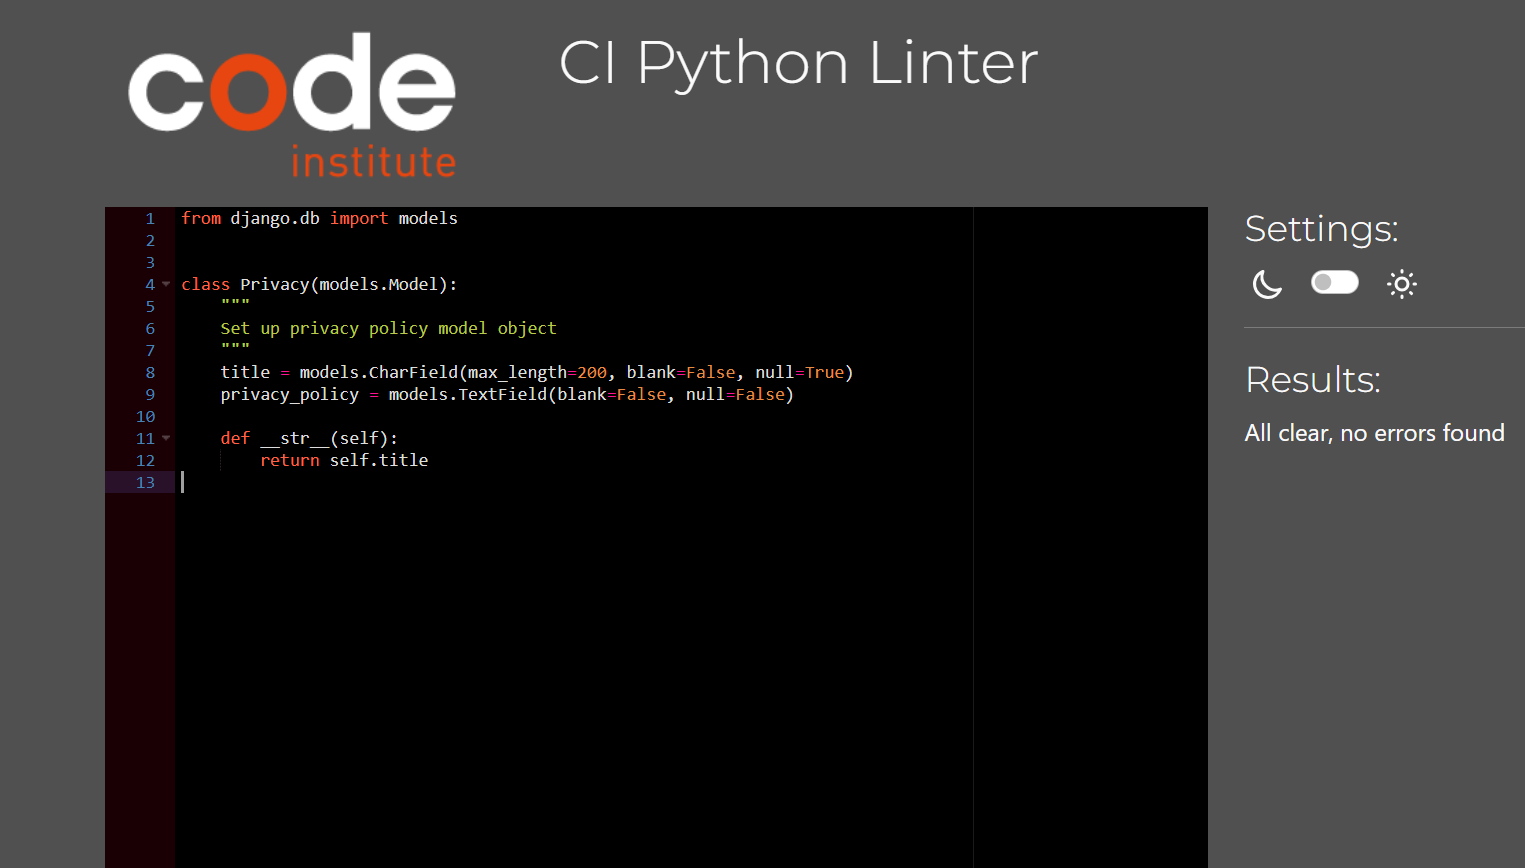 code
institute
CI Python Linter
1 from django.db import models
2
3
4 class Privacy(models.Model):
5     """
6     Set up privacy policy model object
7     """
8     title = models.CharField(max_length=200, blank=False, null=True)
9     privacy_policy = models.TextField(blank=False, null=False)
10
11     def __str__(self):
12         return self.title
13
Settings:
Results:
All clear, no errors found